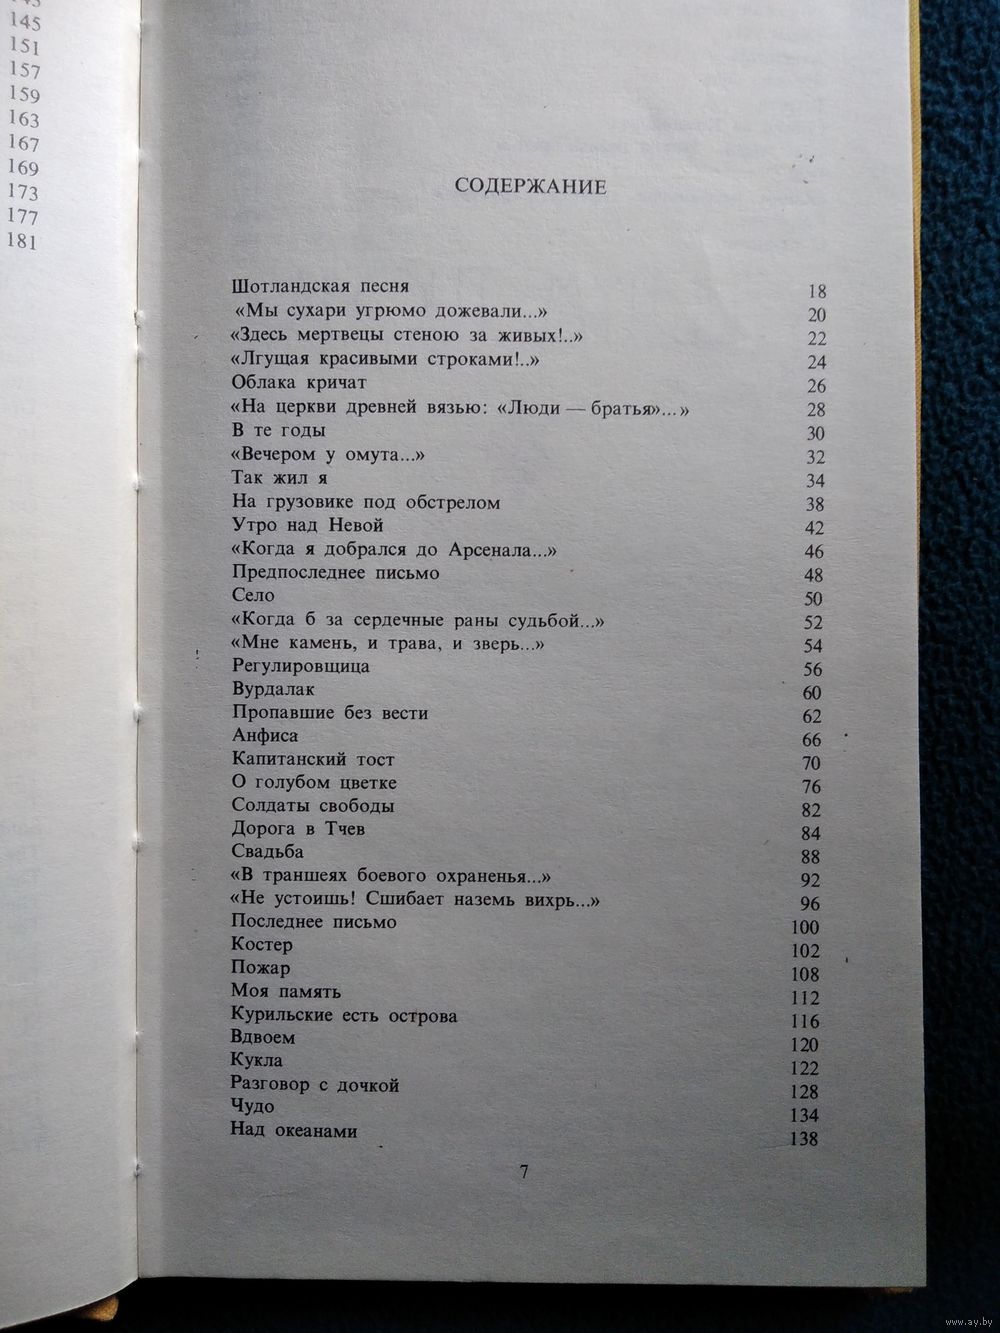 145
151
157
159
163
167
169
173
177
181
СОДЕРЖАНИЕ
Шотландская песня 18
«Мы сухари угрюмо дожевали...» 20
«Здесь мертвецы стеною за живых!..» 22
«Лгущая красивыми строками!..» 24
Облака кричат 26
«На церкви древней вязью: «Люди — братья»...» 28
В те годы 30
«Вечером у омута...» 32
Так жил я 34
На грузовике под обстрелом 38
Утро над Невой 42
«Когда я добрался до Арсенала...» 46
Предпоследнее письмо 48
Село 50
«Когда б за сердечные раны судьбой...» 52
«Мне камень, и трава, и зверь...» 54
Регулировщица 56
Вурдалак 60
Пропавшие без вести 62
Анфиса 66
Капитанский тост 70
О голубом цветке 76
Солдаты свободы 82
Дорога в Тчев 84
Свадьба 88
«В траншеях боевого охраненья...» 92
«Не устоишь! Сшибает наземь вихрь...» 96
Последнее письмо 100
Костер 102
Пожар 108
Моя память 112
Курильские есть острова 116
Вдвоем 120
Кукла 122
Разговор с дочкой 128
Чудо 134
Над океанами 138
7
www.ay.by